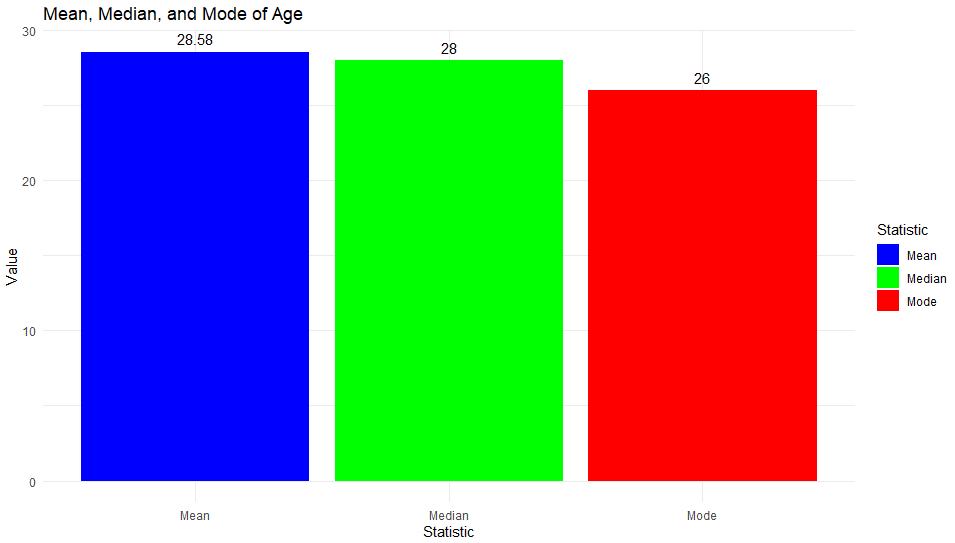 Mean, Median, and Mode of Age
30
20
10
0
Value
28.58
28
26
Mean
Median
Mode
Statistic
Statistic
Mean
Median
Mode